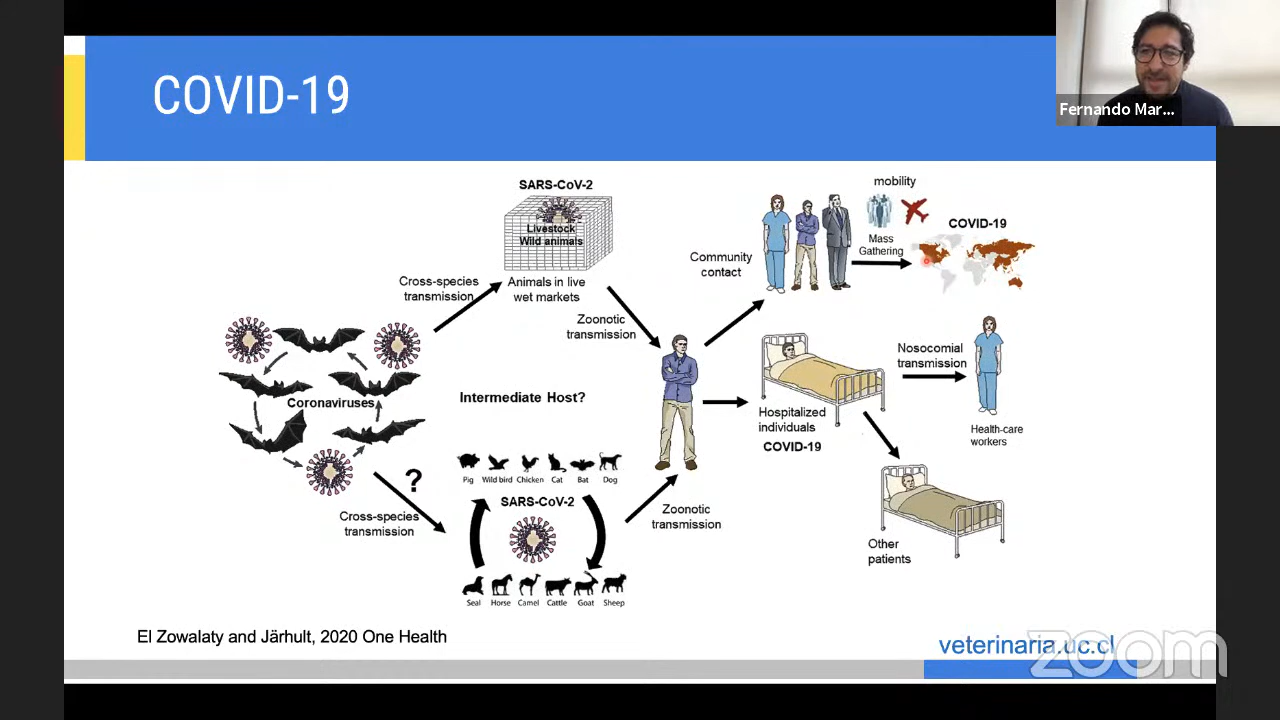 COVID-19
Fernando Mar...
SARS-CoV-2
Livestock
Wild animals
Animals in live
wet markets
Cross-species
transmission
Zoonotic
transmission
Community
contact
mobility
Mass
Gathering
COVID-19
Coronaviruses
Intermediate Host?
Hospitalized
individuals
COVID-19
Nosocomial
transmission
Health-care
workers
Other
patients
?
Cross-species
transmission
Pig Wild bird Chicken Cat Bat Dog
SARS-CoV-2
Seal Horse Camel Cattle Goat Sheep
Zoonotic
transmission
El Zowalaty and Järhult, 2020 One Health
veterinaria.uc.cl
zoom